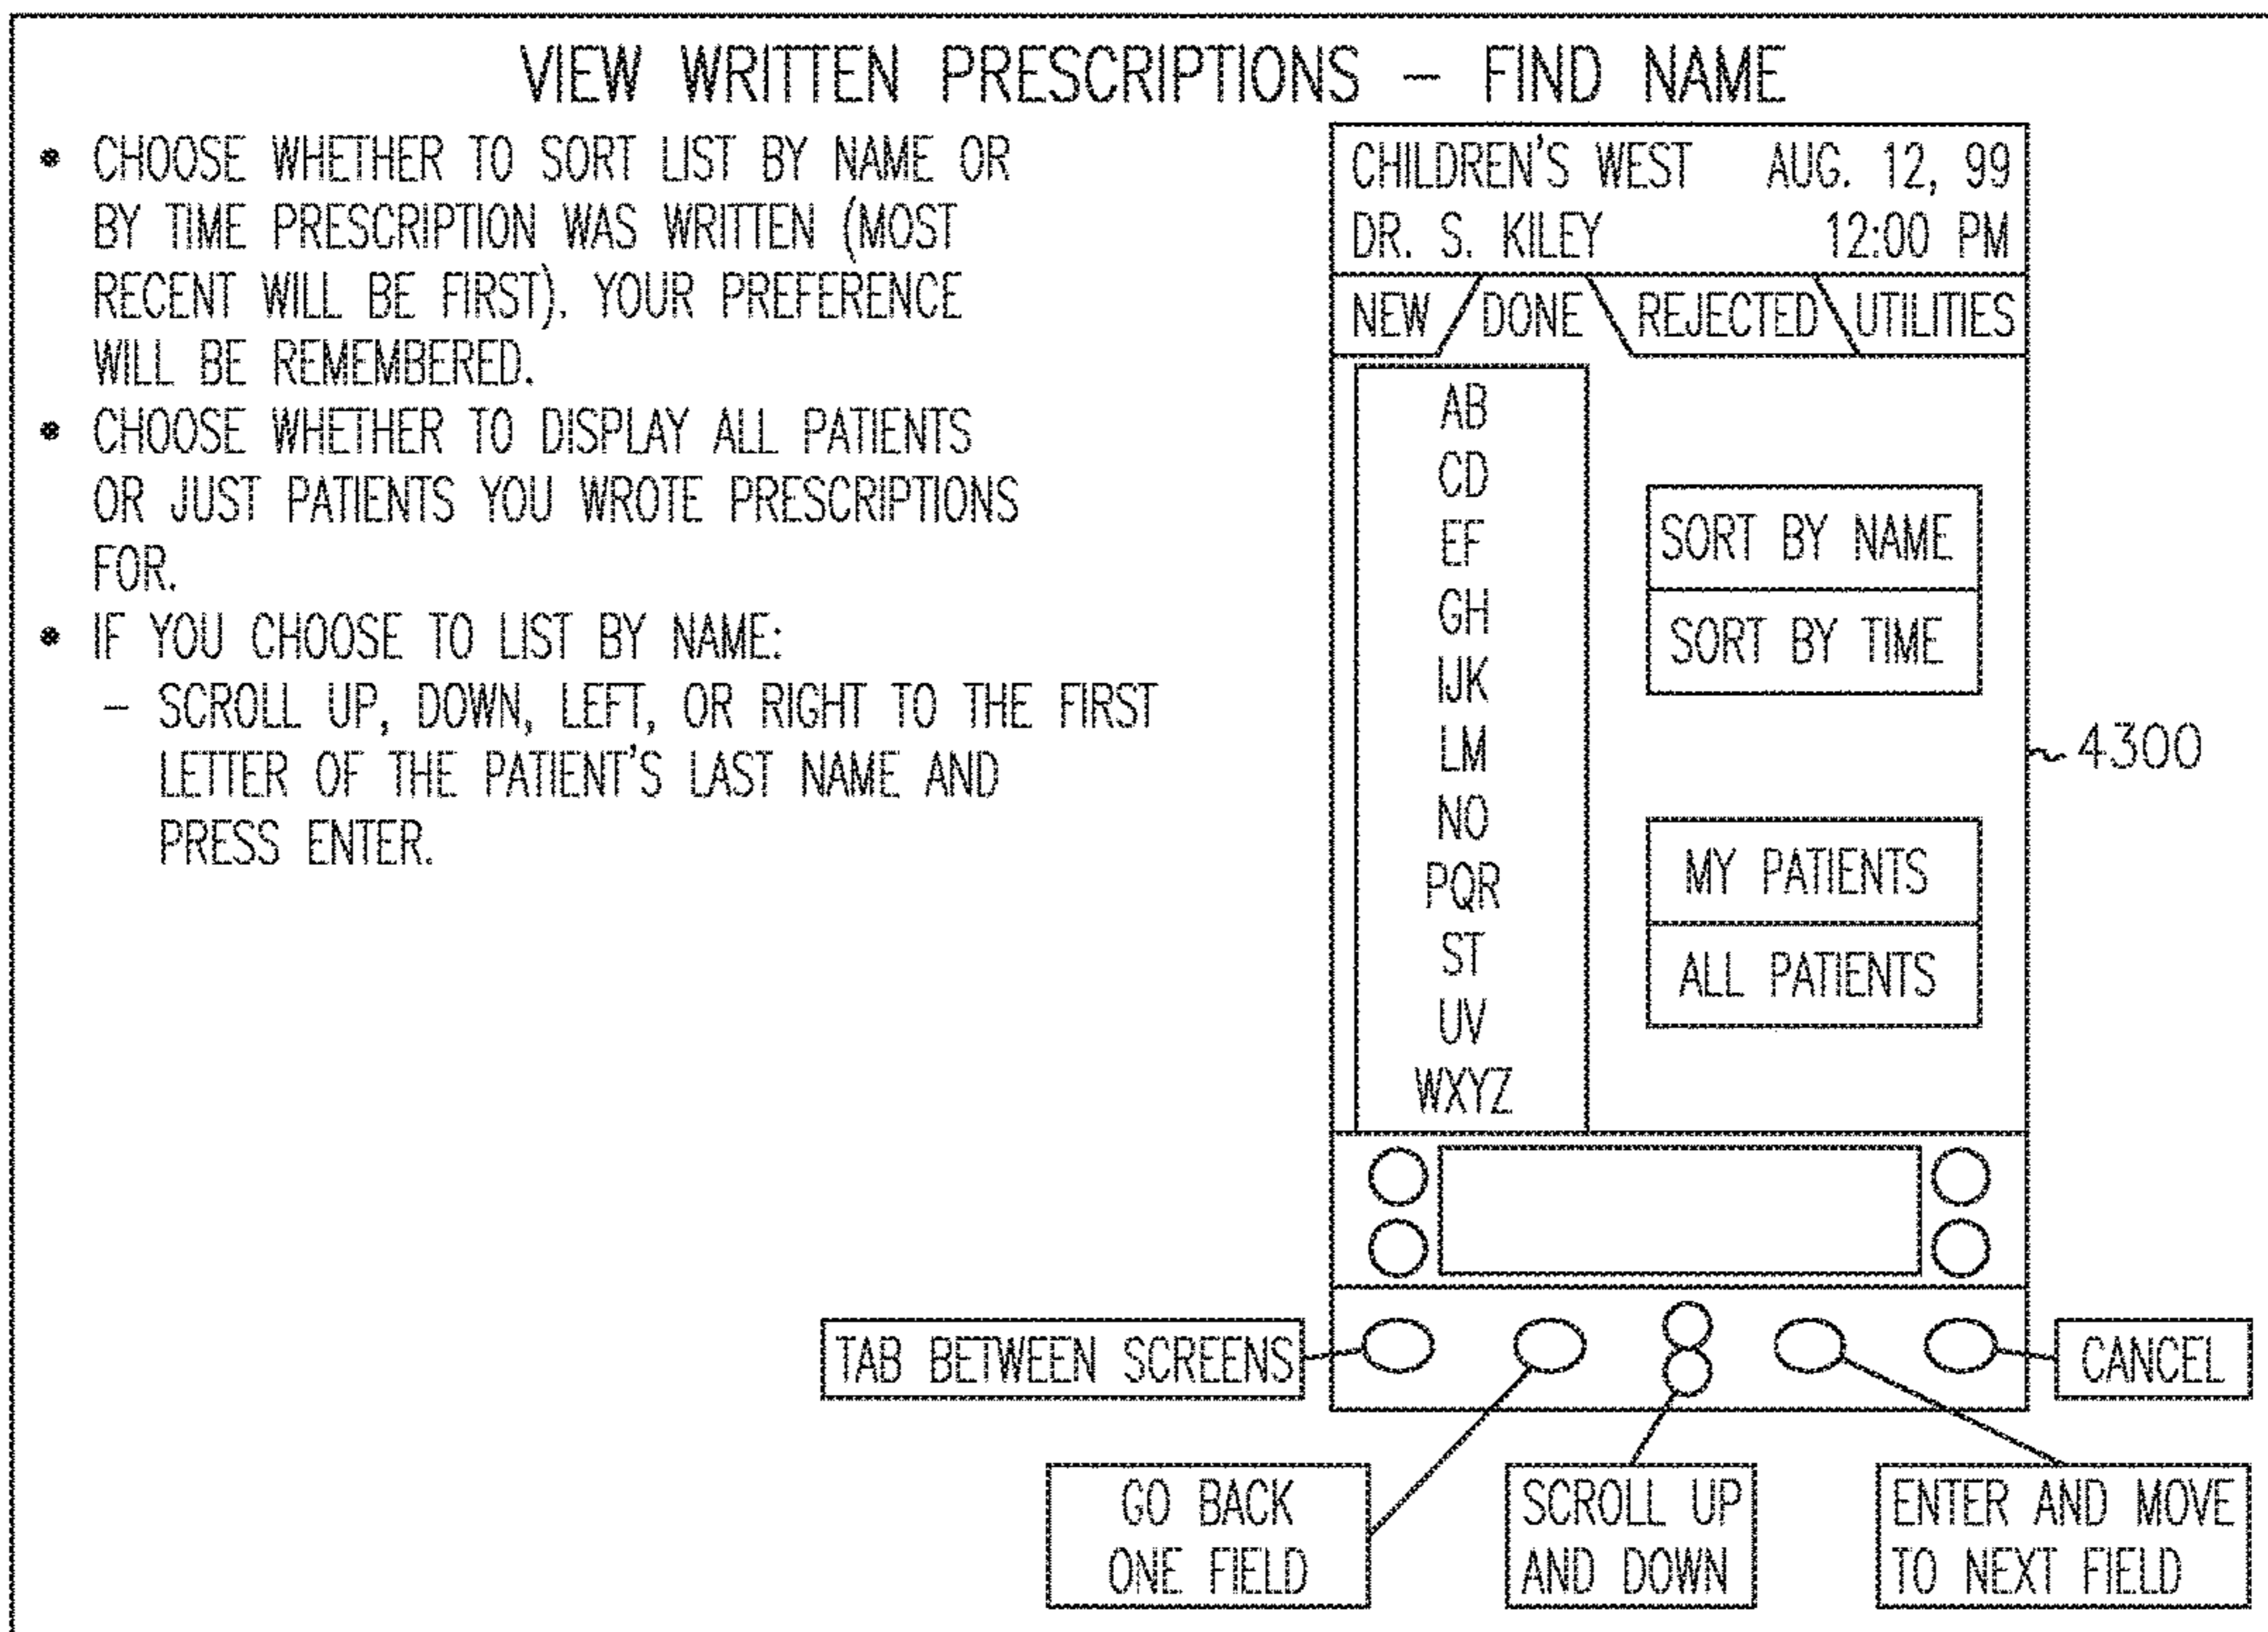 VIEW WRITTEN PRESCRIPTIONS – FIND NAME
• CHOOSE WHETHER TO SORT LIST BY NAME OR
BY TIME PRESCRIPTION WAS WRITTEN (MOST
RECENT WILL BE FIRST). YOUR PREFERENCE
WILL BE REMEMBERED.
• CHOOSE WHETHER TO DISPLAY ALL PATIENTS
OR JUST PATIENTS YOU WROTE PRESCRIPTIONS
FOR.
• IF YOU CHOOSE TO LIST BY NAME:
– SCROLL UP, DOWN, LEFT, OR RIGHT TO THE FIRST
LETTER OF THE PATIENT'S LAST NAME AND
PRESS ENTER.
CHILDREN'S WEST AUG. 12, 99
DR. S. KILEY 12:00 PM
NEW DONE REJECTED UTILITIES
AB
CD
EF
GH
IJK
LM
NO
PQR
ST
UV
WXYZ
SORT BY NAME
SORT BY TIME
MY PATIENTS
ALL PATIENTS
4300
TAB BETWEEN SCREENS
CANCEL
GO BACK
ONE FIELD
SCROLL UP
AND DOWN
ENTER AND MOVE
TO NEXT FIELD